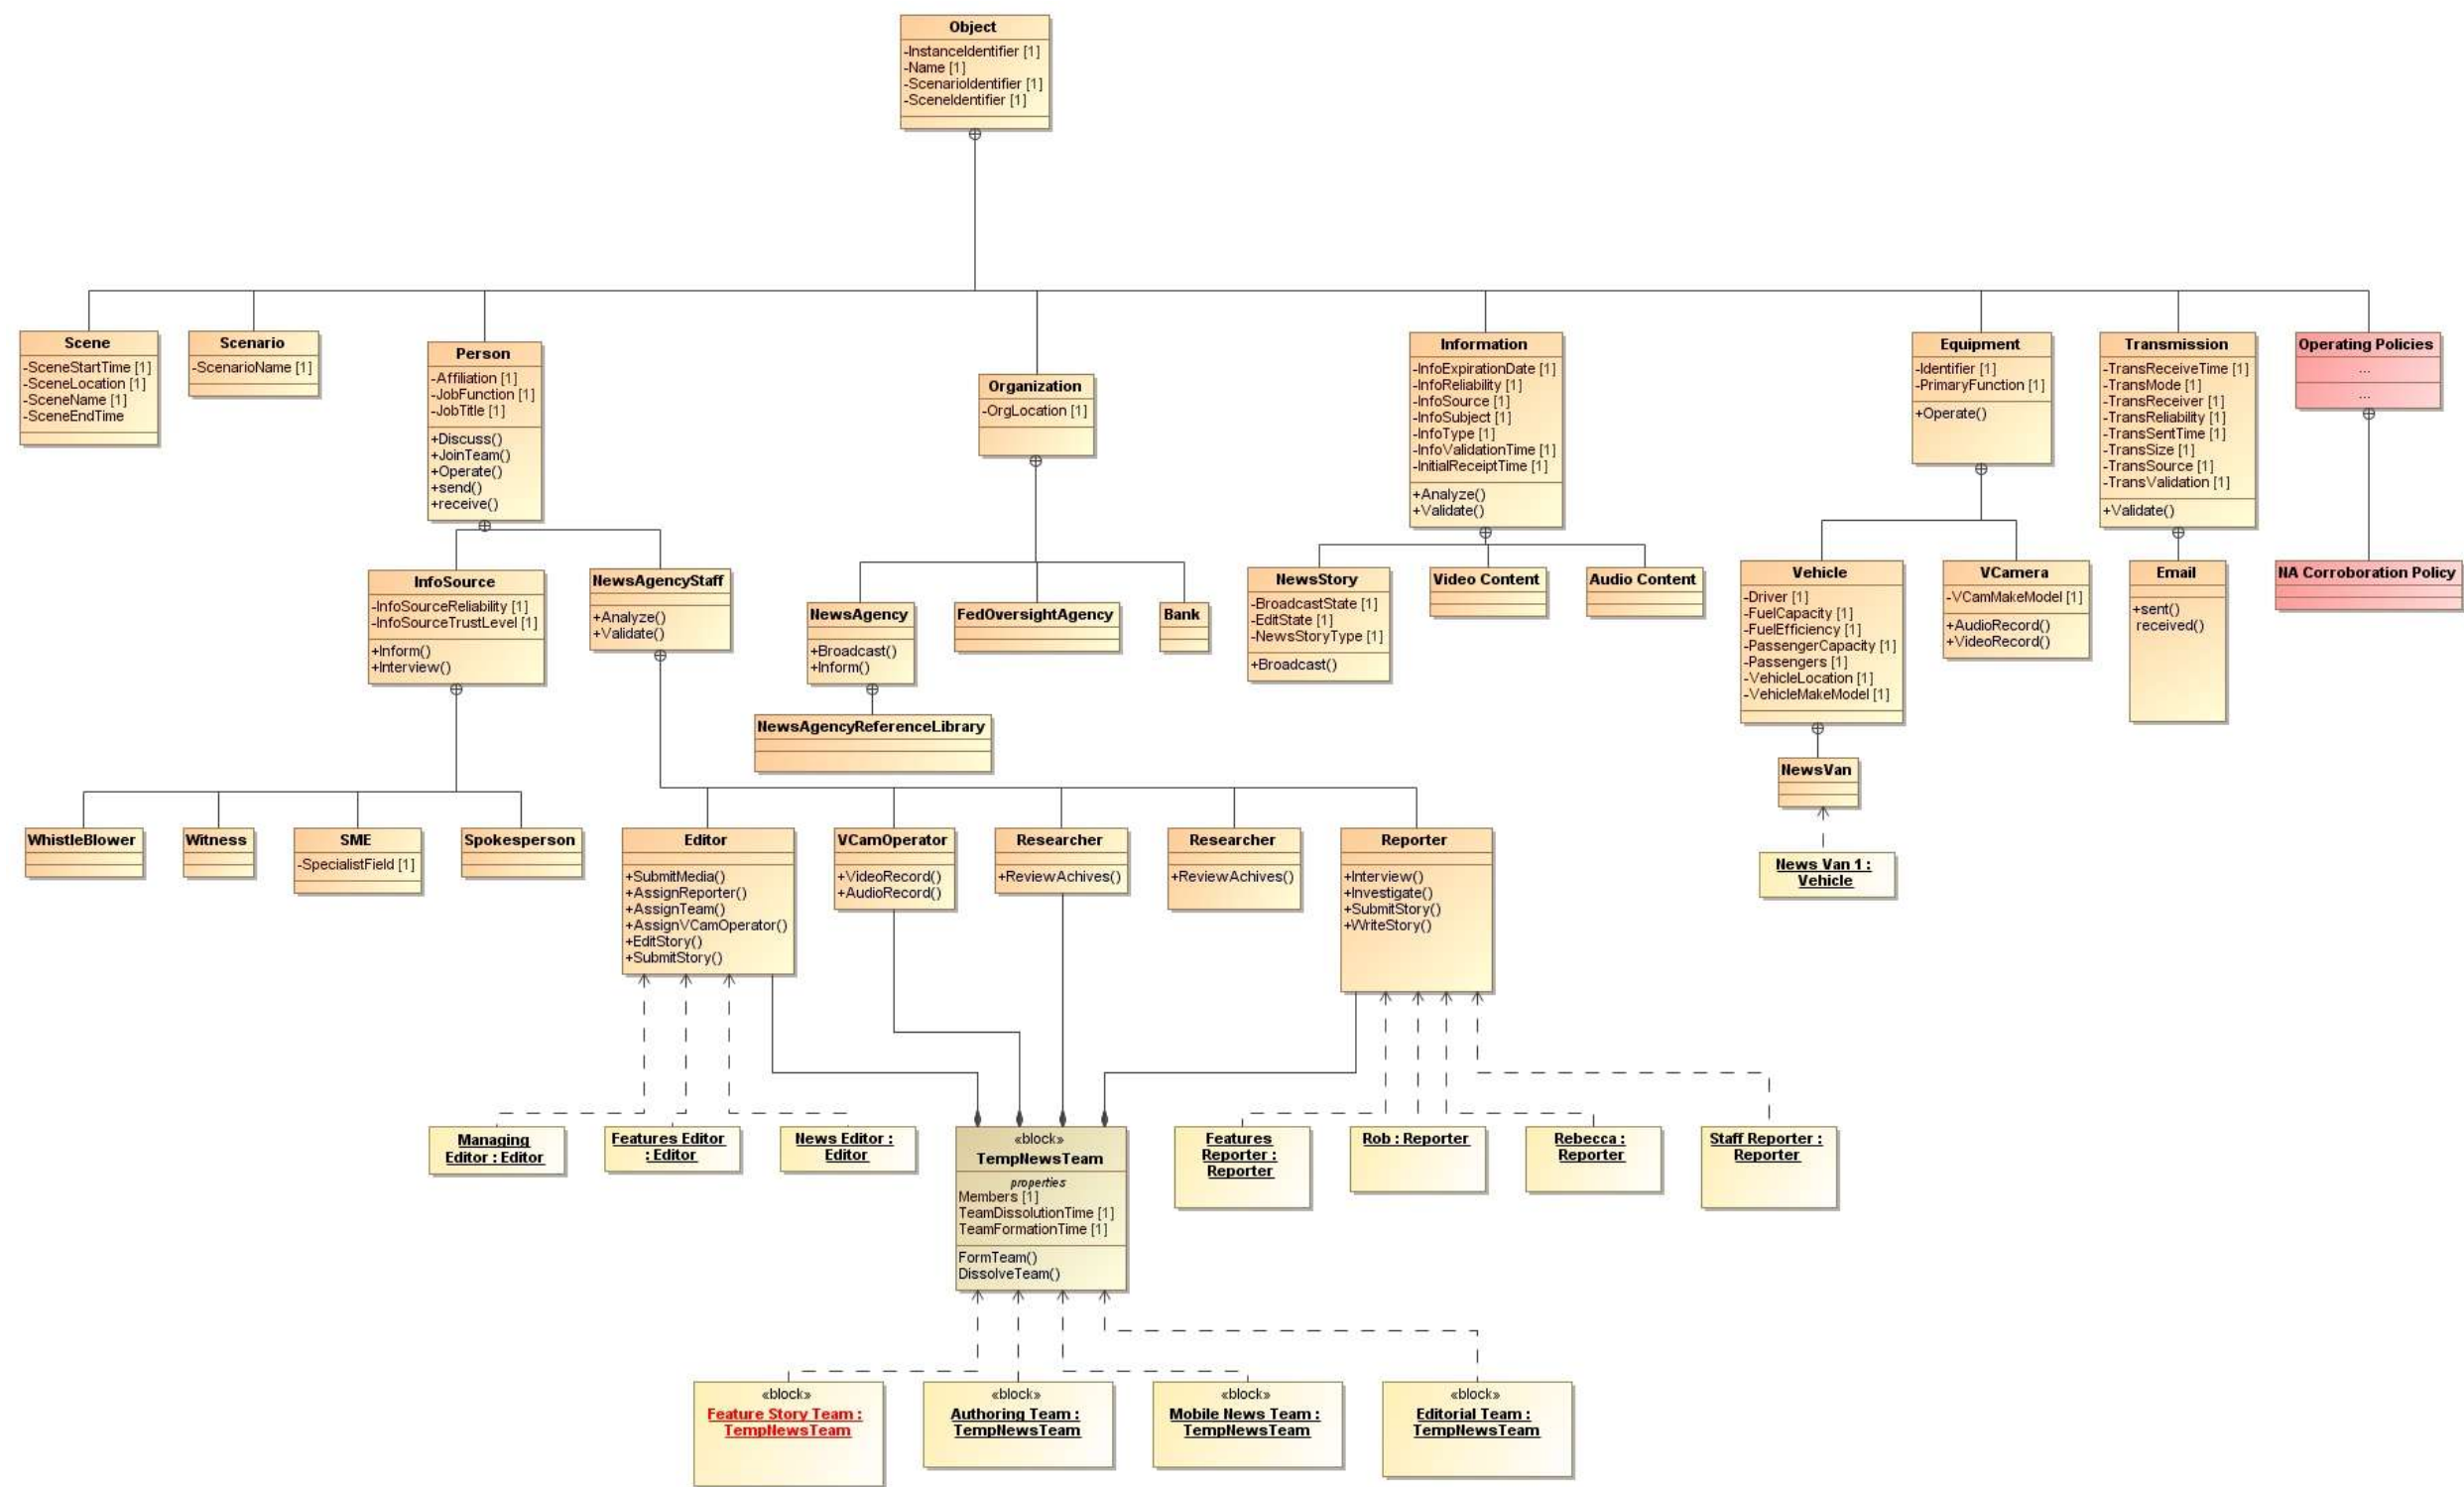 Object
-InstanceIdentifier [1]
-Name [1]
-ScenarioIdentifier [1]
-SceneIdentifier [1]
Scene
-SceneStartTime [1]
-SceneLocation [1]
-SceneName [1]
-SceneEndTime
Scenario
-ScenarioName [1]
Person
-Affiliation [1]
-JobFunction [1]
-JobTitle [1]
+Discuss()
+JoinTeam()
+Operate()
+send()
+receive()
Organization
-OrgLocation [1]
Information
-InfoExpirationDate [1]
-InfoReliability [1]
-InfoSource [1]
-InfoSubject [1]
-InfoType [1]
-InfoValidationTime [1]
-InitialReceiptTime [1]
+Analyze()
+Validate()
Equipment
-Identifier [1]
-PrimaryFunction [1]
+Operate()
Transmission
-TransReceiveTime [1]
-TransMode [1]
-TransReceiver [1]
-TransReliability [1]
-TransSentTime [1]
-TransSize [1]
-TransSource [1]
-TransValidation [1]
+Validate()
Operating Policies
...
...
InfoSource
-InfoSourceReliability [1]
-InfoSourceTrustLevel [1]
+Inform()
+Interview()
NewsAgencyStaff
+Analyze()
+Validate()
NewsAgency
+Broadcast()
+Inform()
FedOversightAgency
Bank
NewsStory
-BroadcastState [1]
-EditState [1]
-NewsStoryType [1]
+Broadcast()
Video Content
Audio Content
Vehicle
-Driver [1]
-FuelCapacity [1]
-FuelEfficiency [1]
-PassengerCapacity [1]
-Passengers [1]
-VehicleLocation [1]
-VehicleMakeModel [1]
VCamera
-VCamMakeModel [1]
+AudioRecord()
+VideoRecord()
Email
+sent()
received()
NA Corroboration Policy
NewsAgencyReferenceLibrary
NewsVan
News Van 1 :
Vehicle
WhistleBlower
Witness
SME
-SpecialistField [1]
Spokesperson
Editor
+SubmitMedia()
+AssignReporter()
+AssignTeam()
+AssignVCamOperator()
+EditStory()
+SubmitStory()
VCamOperator
+VideoRecord()
+AudioRecord()
Researcher
+ReviewAchives()
Researcher
+ReviewAchives()
Reporter
+Interview()
+Investigate()
+SubmitStory()
+WriteStory()
Managing
Editor : Editor
Features Editor
: Editor
News Editor :
Editor
«block»
TempNewsTeam
properties
Members [1]
TeamDissolutionTime [1]
TeamFormationTime [1]
FormTeam()
DissolveTeam()
Features
Reporter :
Reporter
Rob : Reporter
Rebecca :
Reporter
Staff Reporter :
Reporter
«block»
Feature Story Team :
TempNewsTeam
«block»
Authoring Team :
TempNewsTeam
«block»
Mobile News Team :
TempNewsTeam
«block»
Editorial Team :
TempNewsTeam